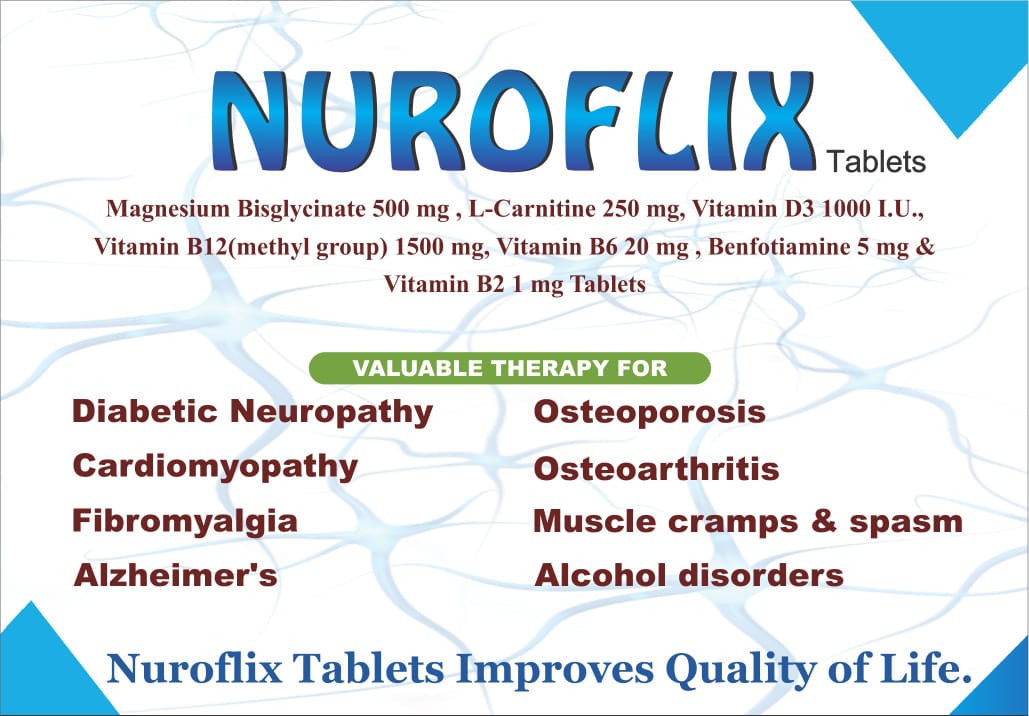 NUROFLIX Tablets
Magnesium Bisglycinate 500 mg , L-Carnitine 250 mg, Vitamin D3 1000 I.U.,
Vitamin B12(methyl group) 1500 mg, Vitamin B6 20 mg , Benfotiamine 5 mg &
Vitamin B2 1 mg Tablets
VALUABLE THERAPY FOR
Diabetic Neuropathy
Cardiomyopathy
Fibromyalgia
Alzheimer's
Osteoporosis
Osteoarthritis
Muscle cramps & spasm
Alcohol disorders
Nuroflix Tablets Improves Quality of Life.